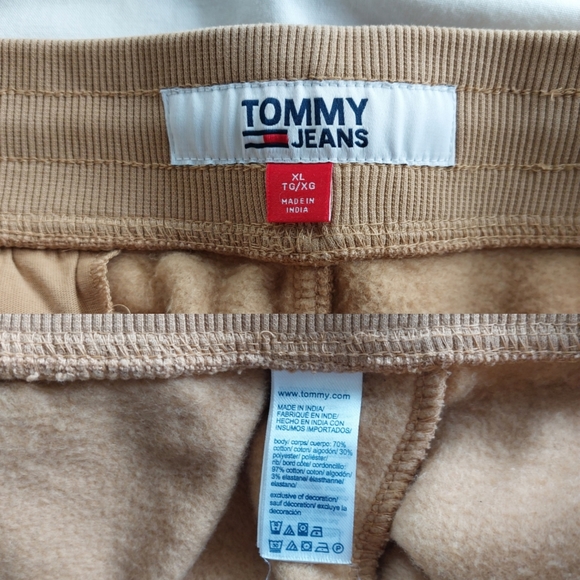 TOMMY
JEANS
XL
TG/XG
MADE IN
INDIA
www.tommy.com
MADE IN INDIA/
FABRIQUÉ EN INDE/
HECHO EN INDIA CON
INSUMOS IMPORTADOS/
body/ corps/ cuerpo: 70%
cotton/ coton/ algodón/ 30%
polyester/ poliéster/
rib/ bord côte/ cordoncillo:
97% cotton/ coton/ algodón/
3% elastane/ élasthanne/
elastano/
exclusive of decoration/
sauf décoration/ excluye la
decoración/